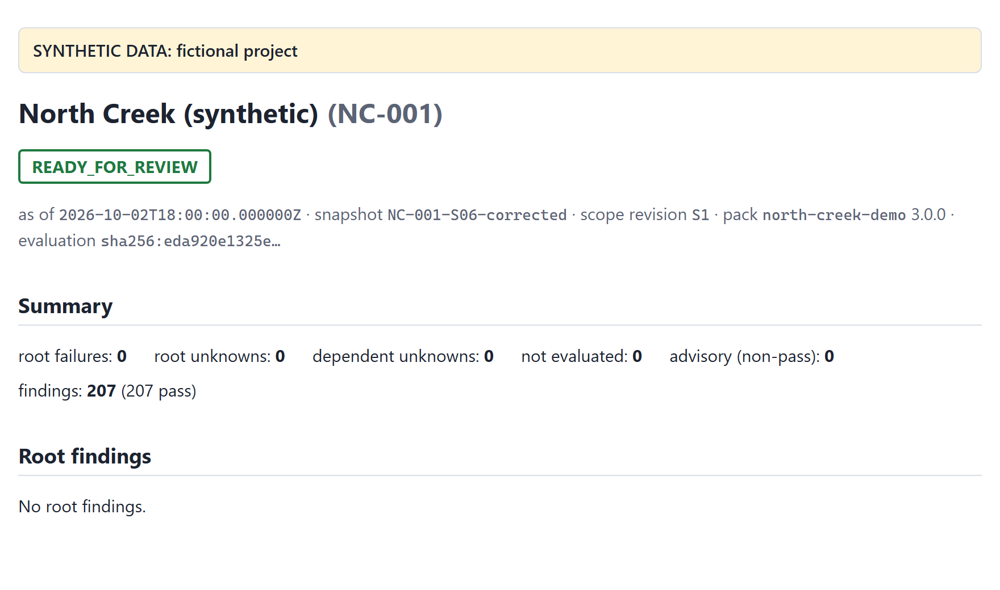 SYNTHETIC DATA: fictional project
North Creek (synthetic) (NC-001)
READY_FOR_REVIEW
as of 2026-10-02T18:00:00.000000Z · snapshot NC-001-S06-corrected · scope revision S1 · pack north-creek-demo 3.0.0 ·
evaluation sha256:eda920e1325e…
Summary
root failures: 0 root unknowns: 0 dependent unknowns: 0 not evaluated: 0 advisory (non-pass): 0
findings: 207 (207 pass)
Root findings
No root findings.